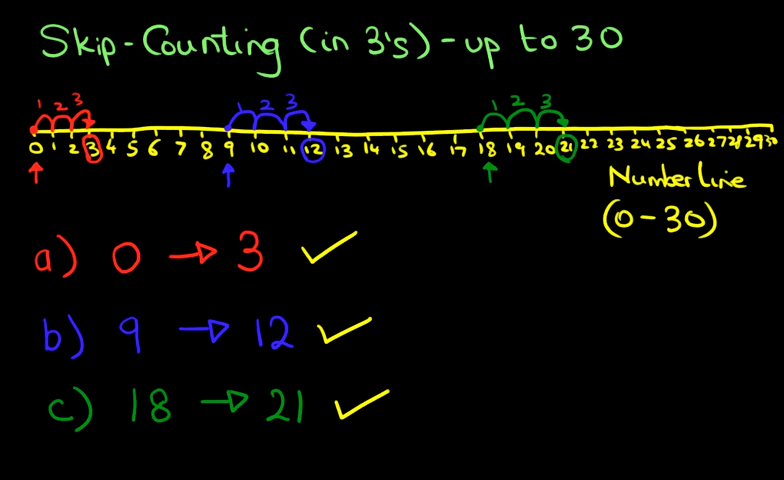 Skip-Counting (in 3's) - up to 30
1 2 3 1 2 3 1 2 3
0 1 2 3 4 5 6 7 8 9 10 11 12 13 14 15 16 17 18 19 20 21 22 23 24 25 26 27 28 29 30
Number Line
(0-30)
a) 0 → 3 ✓
b) 9 → 12 ✓
c) 18 → 21 ✓